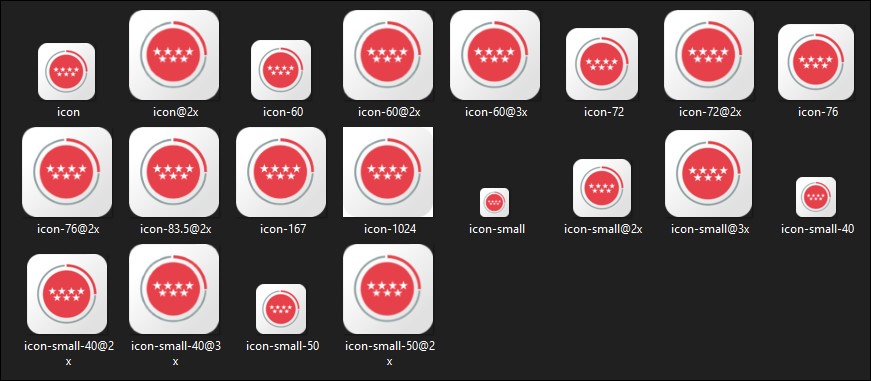 icon
icon@2x
icon-60
icon-60@2x
icon-60@3x
icon-72
icon-72@2x
icon-76
icon-76@2x
icon-83.5@2x
icon-167
icon-1024
icon-small
icon-small@2x
icon-small@3x
icon-small-40
icon-small-40@2
x
icon-small-40@3
x
icon-small-50
icon-small-50@2
x